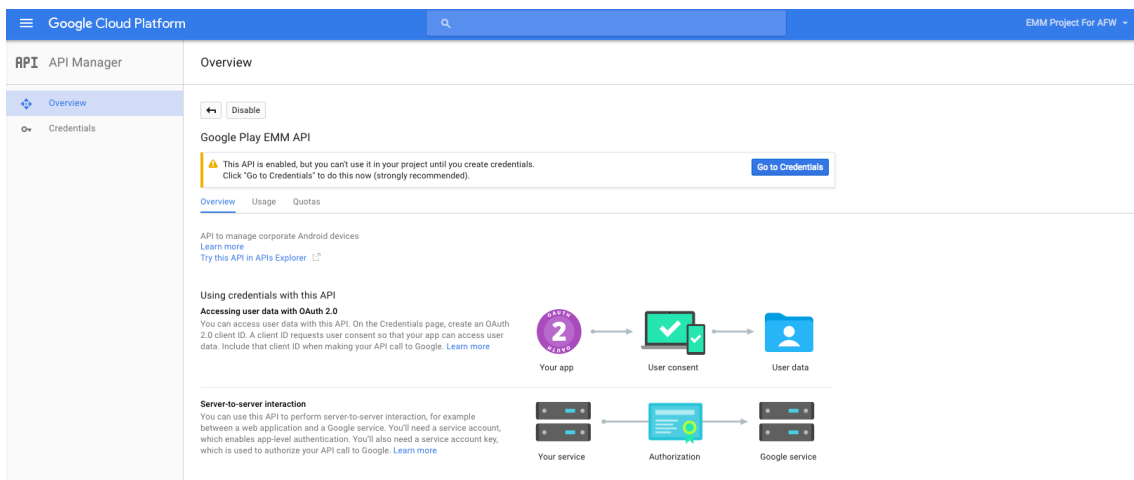 Google Cloud Platform
EMM Project For AFW
API API Manager
Overview
Overview
Credentials
Disable
Google Play EMM API
This API is enabled, but you can't use it in your project until you create credentials.
Click "Go to Credentials" to do this now (strongly recommended).
Go to Credentials
Overview Usage Quotas
API to manage corporate Android devices
Learn more
Try this API in APIs Explorer
Using credentials with this API
Accessing user data with OAuth 2.0
You can access user data with this API. On the Credentials page, create an OAuth
2.0 client ID. A client ID requests user consent so that your app can access user
data. Include that client ID when making your API call to Google. Learn more
OAUTH
2
OAUTH
Your app User consent User data
Server-to-server interaction
You can use this API to perform server-to-server interaction, for example
between a web application and a Google service. You'll need a service account,
which enables app-level authentication. You'll also need a service account key,
which is used to authorize your API call to Google. Learn more
Your service Authorization Google service